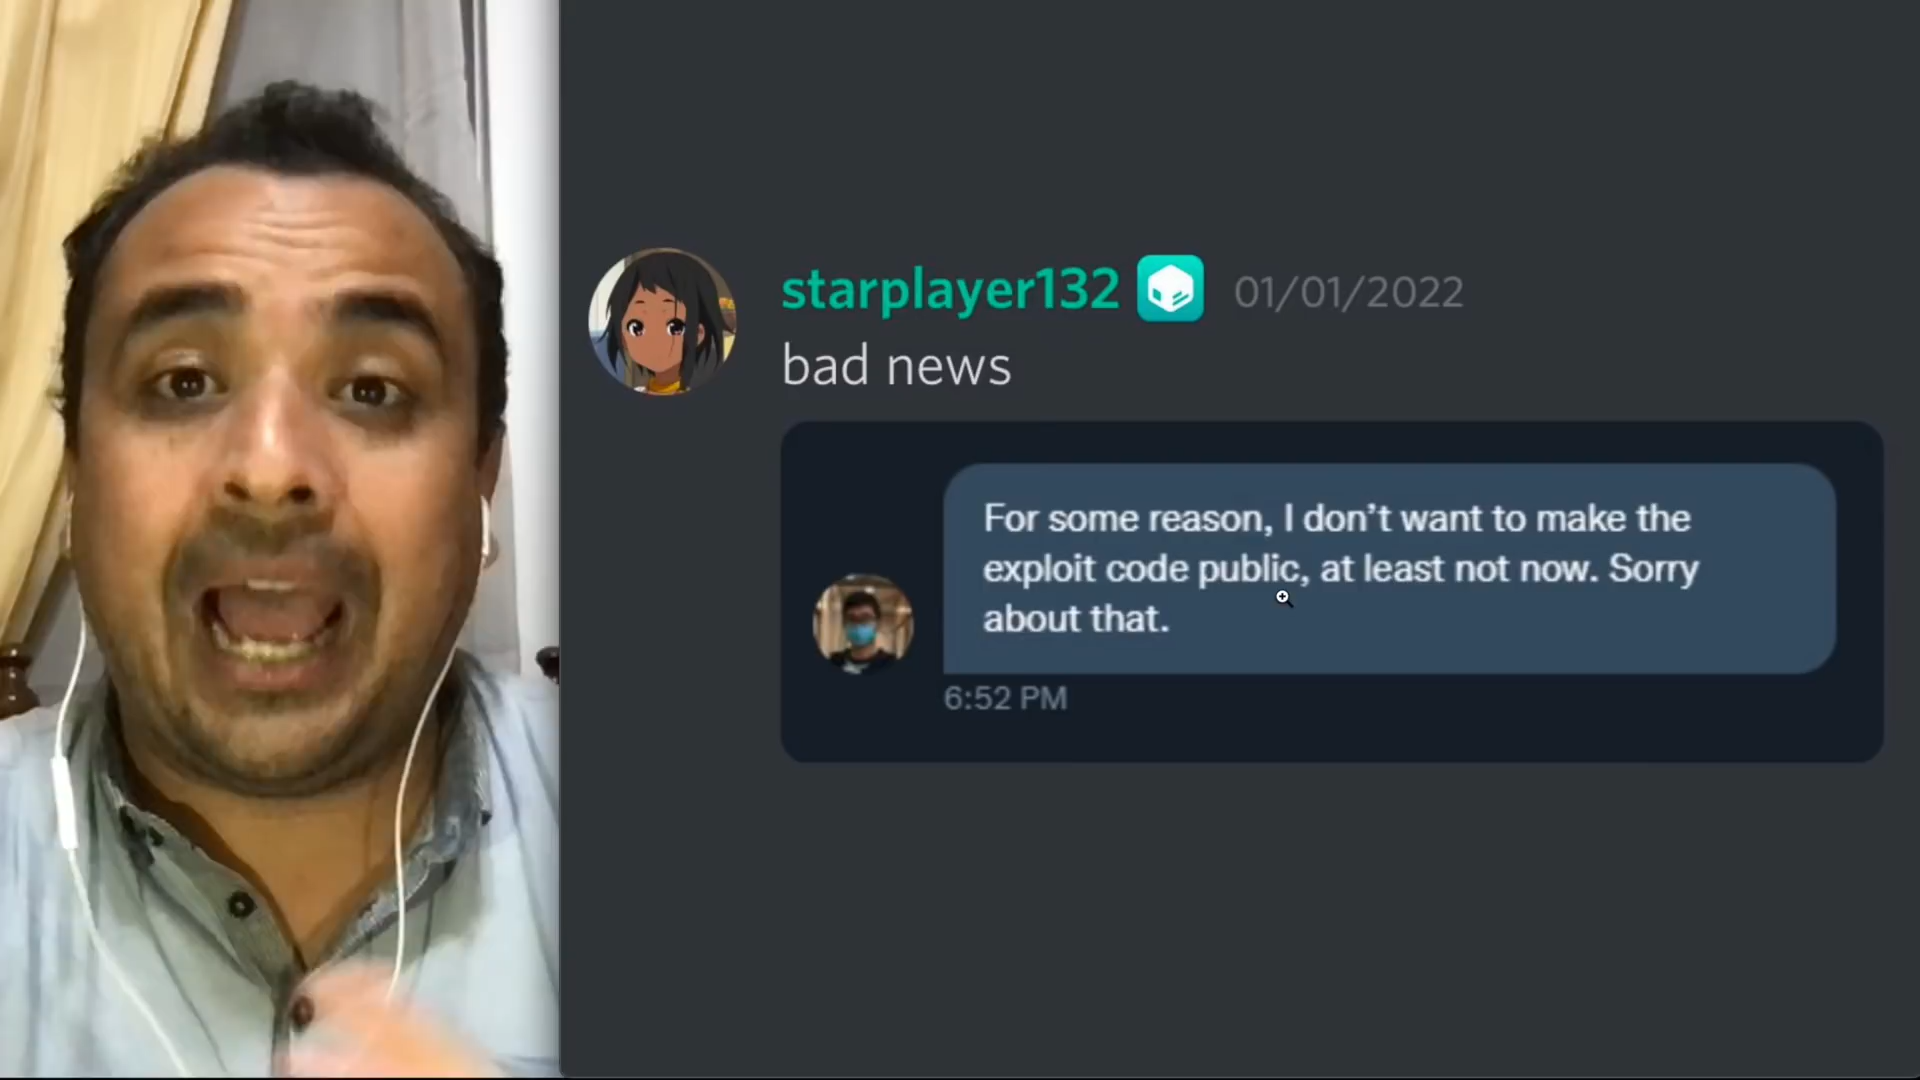 starplayer132 01/01/2022
bad news
For some reason, I don't want to make the
exploit code public, at least not now. Sorry
about that.
6:52 PM